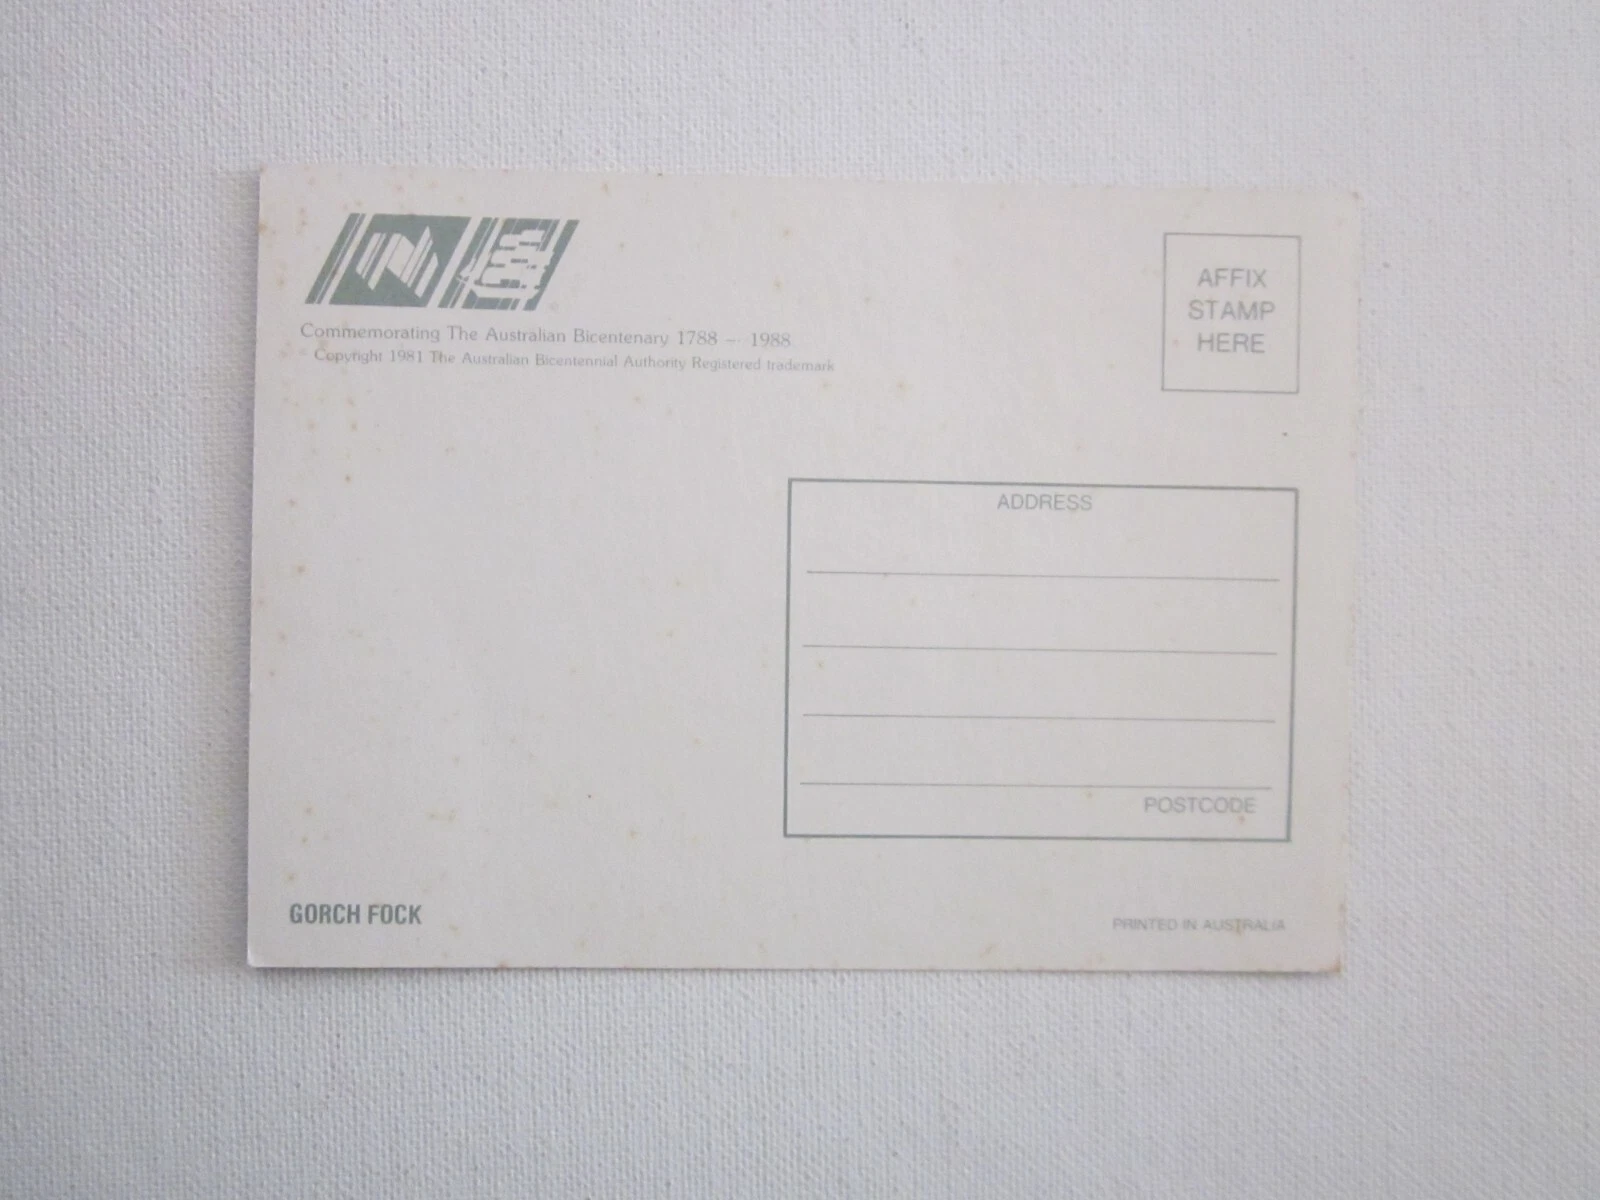 Commemorating The Australian Bicentenary 1788 - 1988
Copyright 1981 The Australian Bicentennial Authority Registered trademark
AFFIX
STAMP
HERE
ADDRESS
POSTCODE
GORCH FOCK
PRINTED IN AUSTRALIA